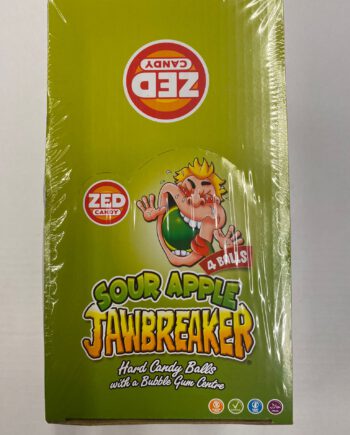 ZED
CANDY
ZED
CANDY
4 BALLS
SOUR APPLE
JAWBREAKER
Hard Candy Balls
with a Bubble Gum Centre